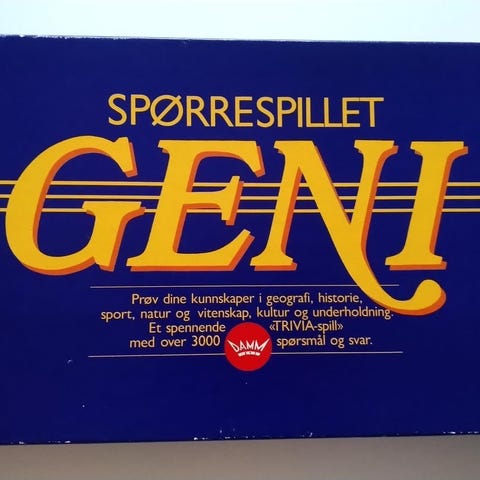 SPØRRESPILLET
GENI
Prøv dine kunnskaper i geografi, historie,
sport, natur og vitenskap, kultur og underholdning.
Et spennende «TRIVIA-spill»
med over 3000 spørsmål og svar.
DAMM